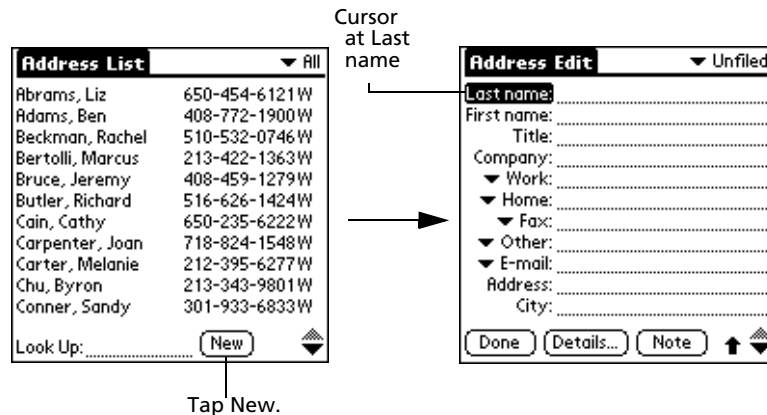 Cursor
at Last
name
Address List ▼ All
Abrams, Liz 650-454-6121W
Adams, Ben 408-772-1900W
Beckman, Rachel 510-532-0746W
Bertolli, Marcus 213-422-1363W
Bruce, Jeremy 408-459-1279W
Butler, Richard 516-626-1424W
Cain, Cathy 650-235-6222W
Carpenter, Joan 718-824-1548W
Carter, Melanie 212-395-6277W
Chu, Byron 213-343-9801W
Conner, Sandy 301-933-6833W
Look Up: New
Tap New.
Address Edit ▼ Unfiled
Last name:
First name:
Title:
Company:
▼ Work:
▼ Home:
▼ Fax:
▼ Other:
▼ E-mail:
Address:
City:
Done Details... Note